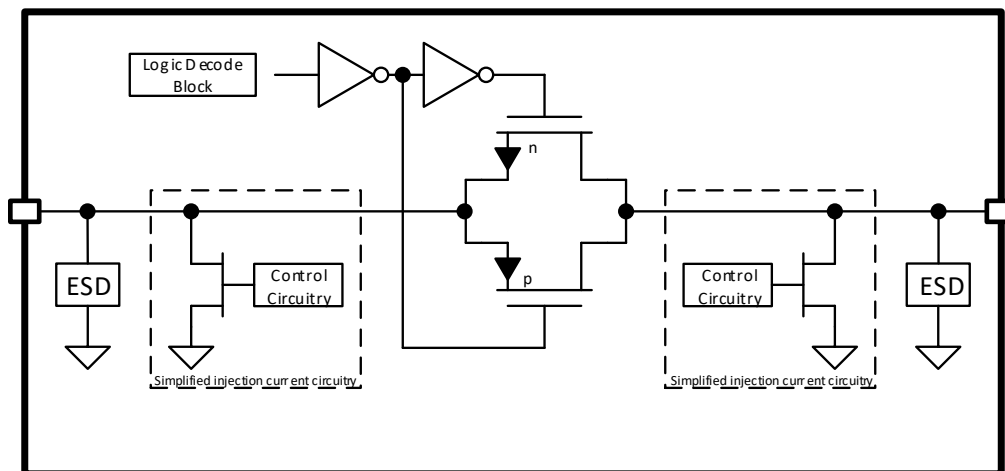 Logic Decode
Block
n
p
ESD
Control
Circuitry
Simplified injection current circuitry
Control
Circuitry
ESD
Simplified injection current circuitry